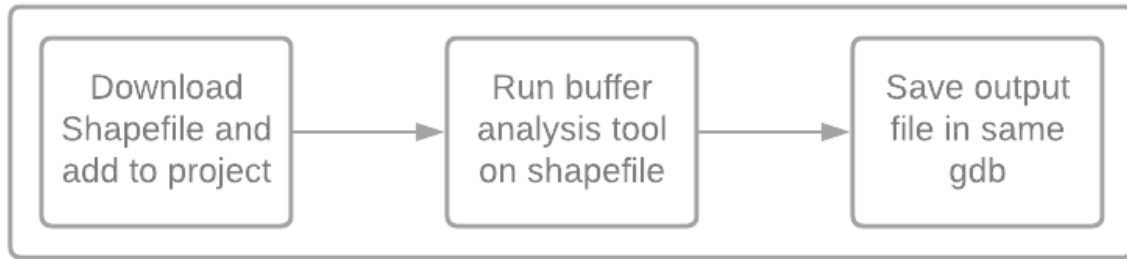 Download
Shapefile and
add to project
Run buffer
analysis tool
on shapefile
Save output
file in same
gdb